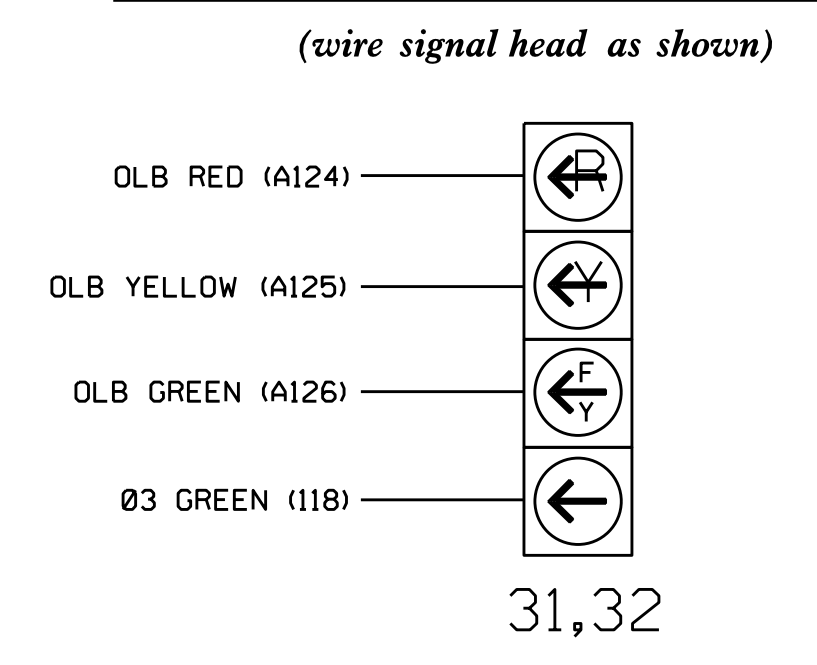 (wire signal head as shown)
OLB RED (A124)
R
OLB YELLOW (A125)
Y
OLB GREEN (A126)
F
Y
Ø3 GREEN (118)
31,32